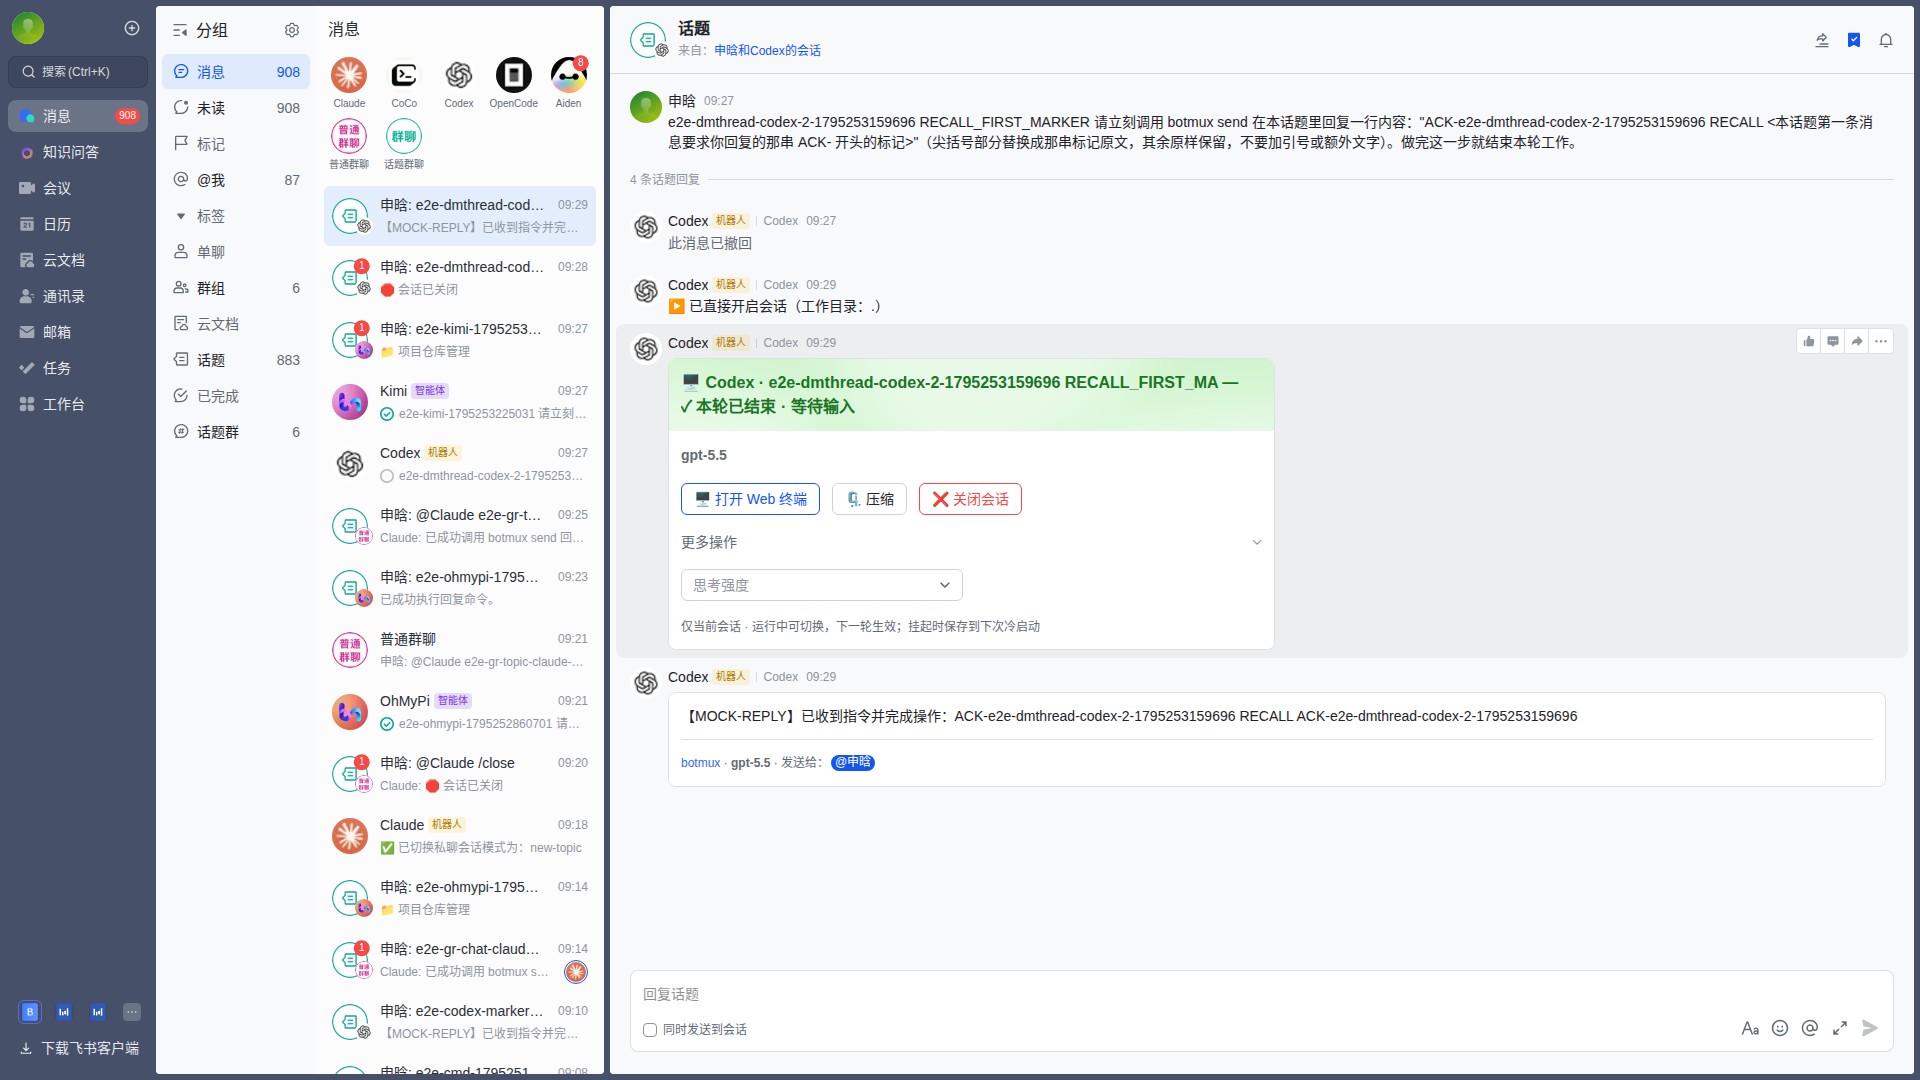 搜索 (Ctrl+K)
消息 908
知识问答
会议
日历
云文档
通讯录
邮箱
任务
工作台
下载飞书客户端
分组
消息 908
未读 908
标记
@我 87
标签
单聊
群组 6
云文档
话题 883
已完成
话题群 6
消息
8
Claude CoCo Codex OpenCode Aiden
普通群聊 群聊
普通群聊 话题群聊
申晗: e2e-dmthread-cod... 09:29
【MOCK-REPLY】已收到指令并完...
1
申晗: e2e-dmthread-cod... 09:28
会话已关闭
1
申晗: e2e-kimi-1795253... 09:27
📁 项目仓库管理
Kimi 智能体 09:27
e2e-kimi-1795253225031 请立刻...
Codex 机器人 09:27
e2e-dmthread-codex-2-1795253...
申晗: @Claude e2e-gr-t... 09:25
Claude: 已成功调用 botmux send 回...
申晗: e2e-ohmypi-1795... 09:23
已成功执行回复命令。
普通群聊 09:21
普通群聊
申晗: @Claude e2e-gr-topic-claude-...
OhMyPi 智能体 09:21
e2e-ohmypi-1795252860701 请...
1
申晗: @Claude /close 09:20
Claude: 🛑 会话已关闭
Claude 机器人 09:18
✅ 已切换私聊会话模式为：new-topic
申晗: e2e-ohmypi-1795... 09:14
📁 项目仓库管理
1
申晗: e2e-gr-chat-claud... 09:14
Claude: 已成功调用 botmux s...
申晗: e2e-codex-marker... 09:10
【MOCK-REPLY】已收到指令并完...
申晗: e2e-cmd-1795251... 09:08
话题
来自：申晗和Codex的会话
申晗 09:27
e2e-dmthread-codex-2-1795253159696 RECALL_FIRST_MARKER 请立刻调用 botmux send 在本话题里回复一行内容："ACK-e2e-dmthread-codex-2-1795253159696 RECALL <本话题第一条消
息要求你回复的那串 ACK- 开头的标记>"（尖括号部分替换成那串标记原文，其余原样保留，不要加引号或额外文字）。做完这一步就结束本轮工作。
4 条话题回复
Codex 机器人 | Codex 09:27
此消息已撤回
Codex 机器人 | Codex 09:29
▶️ 已直接开启会话（工作目录：.）
Codex 机器人 | Codex 09:29
🖥️ Codex · e2e-dmthread-codex-2-1795253159696 RECALL_FIRST_MA —
✓ 本轮已结束 · 等待输入
gpt-5.5
🖥️ 打开 Web 终端 🗜️ 压缩 ❌ 关闭会话
更多操作
思考强度
仅当前会话 · 运行中可切换，下一轮生效；挂起时保存到下次冷启动
Codex 机器人 | Codex 09:29
【MOCK-REPLY】已收到指令并完成操作：ACK-e2e-dmthread-codex-2-1795253159696 RECALL ACK-e2e-dmthread-codex-2-1795253159696
botmux · gpt-5.5 · 发送给： @申晗
回复话题
同时发送到会话